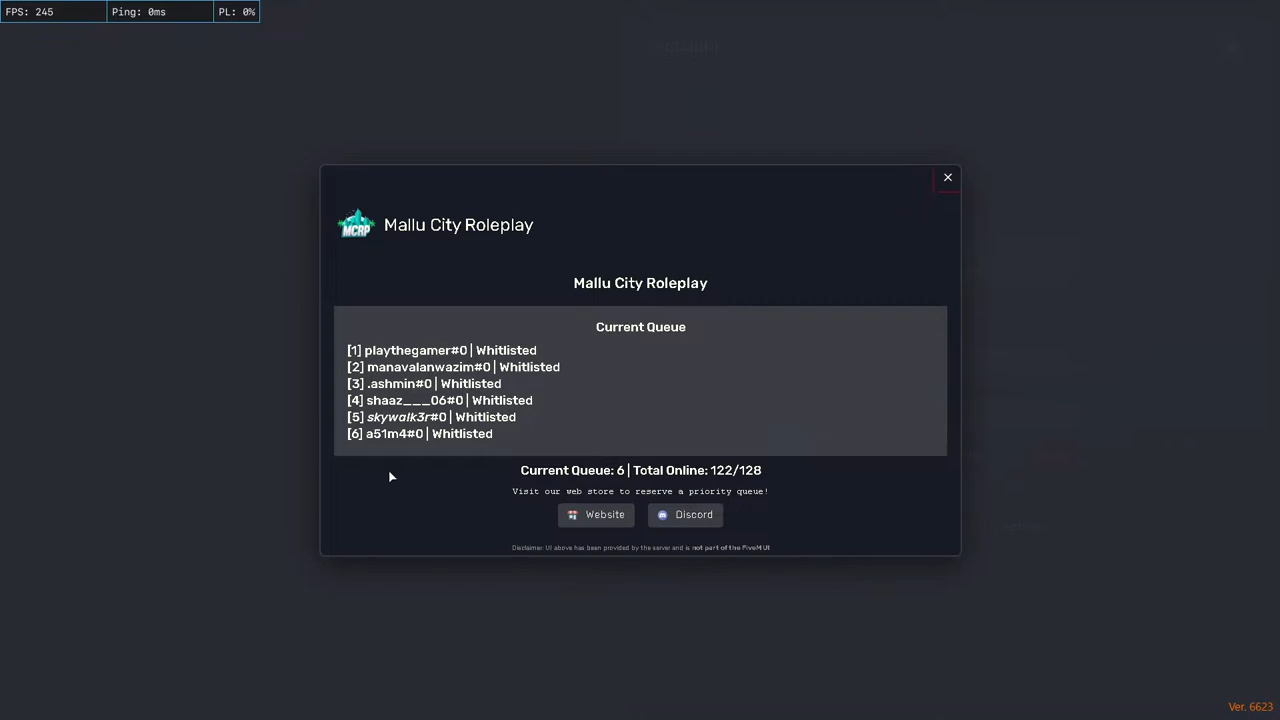 FPS: 245 Ping: 0ms PL: 0%
MCRP
Mallu City Roleplay
Mallu City Roleplay
Current Queue
[1] playthegamer#0 | Whitlisted
[2] manavalanwazim#0 | Whitlisted
[3] .ashmin#0 | Whitlisted
[4] shaaz___06#0 | Whitlisted
[5] skywalk3r#0 | Whitlisted
[6] a51m4#0 | Whitlisted
Current Queue: 6 | Total Online: 122/128
Visit our web store to reserve a priority queue!
Website Discord
Disclaimer: UI above has been provided by the server and is not part of the FiveM UI
Ver. 6623